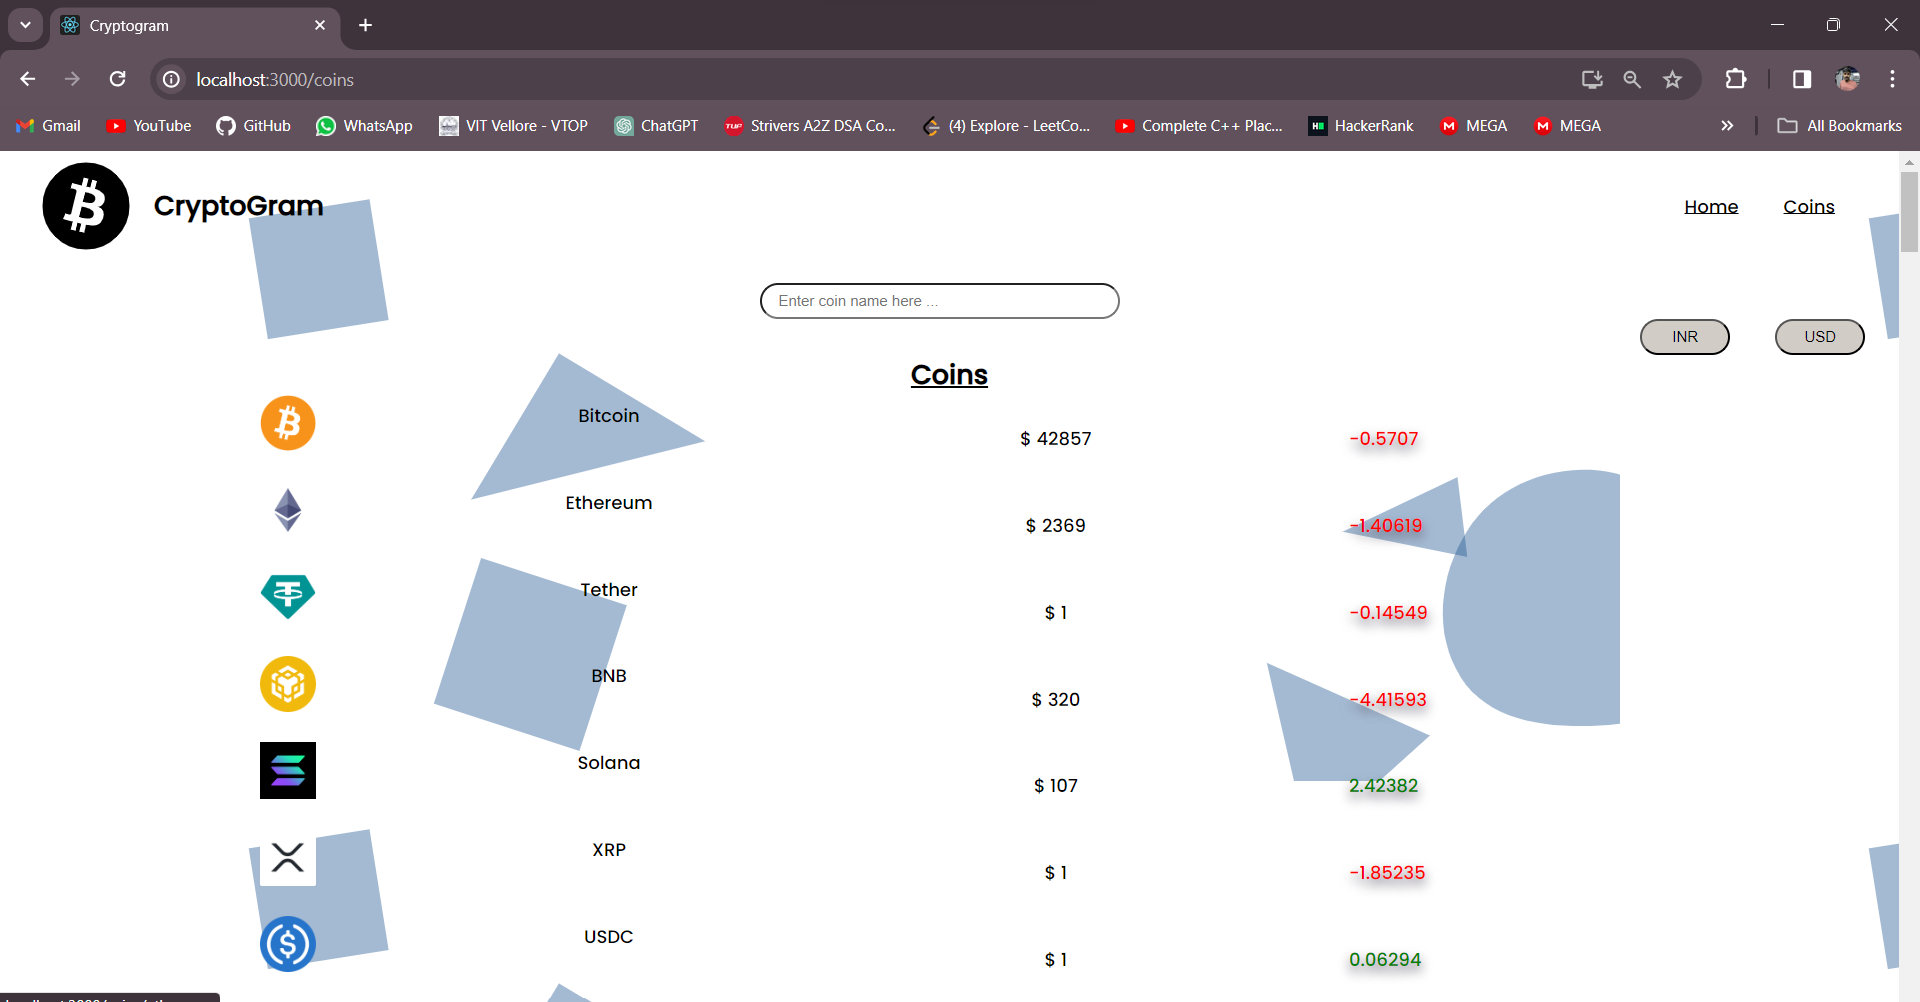 Cryptogram
localhost:3000/coins
Gmail YouTube GitHub WhatsApp VIT Vellore - VTOP ChatGPT TUF Strivers A2Z DSA Co... (4) Explore - LeetCo... Complete C++ Plac... HackerRank M MEGA M MEGA » All Bookmarks
CryptoGram Home Coins
Enter coin name here ...
INR USD
Coins
Bitcoin $ 42857 -0.5707
Ethereum $ 2369 -1.40619
Tether $ 1 -0.14549
BNB $ 320 -4.41593
Solana $ 107 2.42382
XRP $ 1 -1.85235
USDC $ 1 0.06294